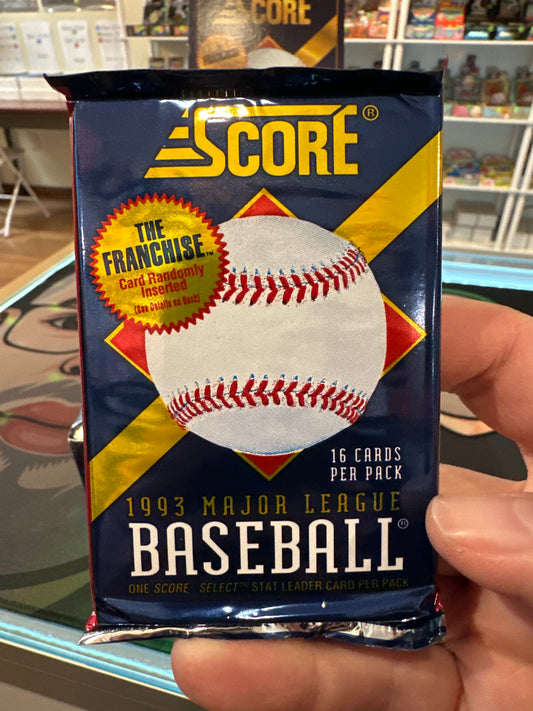 SCORE
SCORE®
THE
FRANCHISE™
Card Randomly
Inserted
(See Details on Back)
16 CARDS
PER PACK
1993 MAJOR LEAGUE
BASEBALL®
ONE SCORE SELECT™ STAT LEADER CARD PER PACK